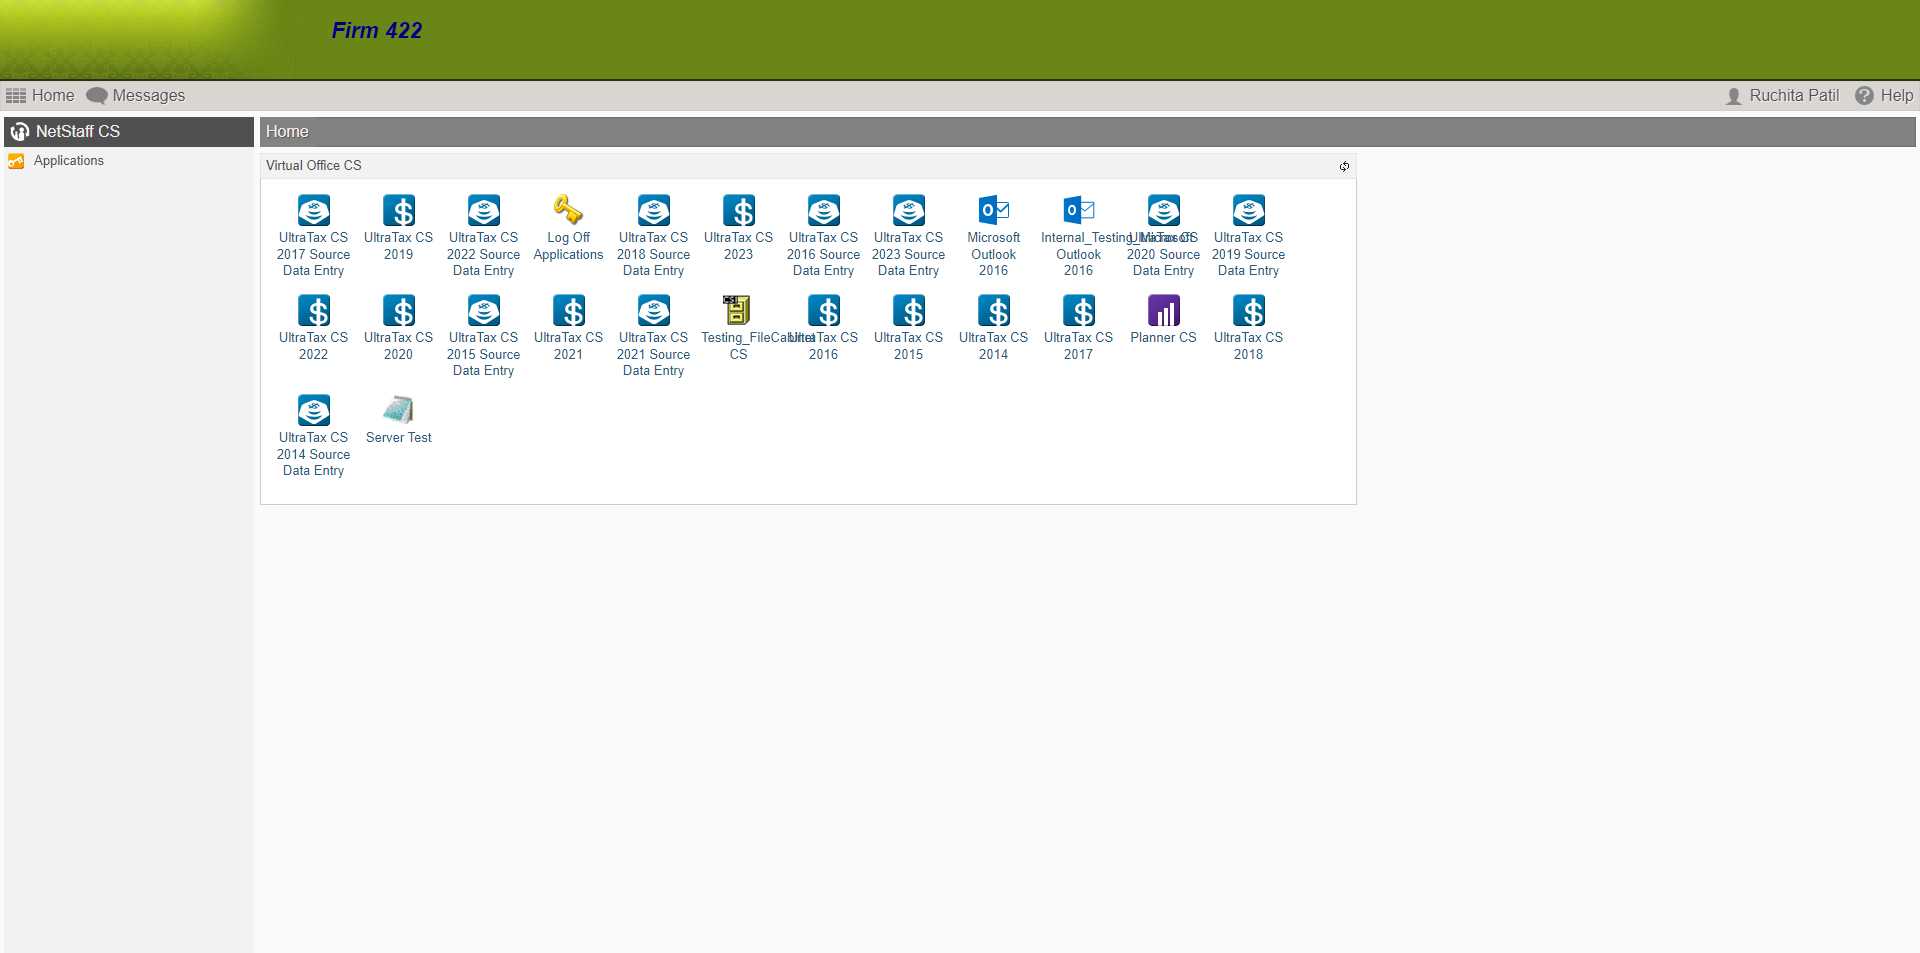 Firm 422
Home Messages Ruchita Patil Help
NetStaff CS
Applications
Home
Virtual Office CS
UltraTax CS
2017 Source
Data Entry
UltraTax CS
2019
UltraTax CS
2022 Source
Data Entry
Log Off
Applications
UltraTax CS
2018 Source
Data Entry
UltraTax CS
2023
UltraTax CS
2016 Source
Data Entry
UltraTax CS
2023 Source
Data Entry
Microsoft
Outlook
2016
Internal_Testing_Microsoft
Outlook
2016
UltraTax CS
2020 Source
Data Entry
UltraTax CS
2019 Source
Data Entry
UltraTax CS
2022
UltraTax CS
2020
UltraTax CS
2015 Source
Data Entry
UltraTax CS
2021
UltraTax CS
2021 Source
Data Entry
Testing_FileCabinet
CS
UltraTax CS
2016
UltraTax CS
2015
UltraTax CS
2014
UltraTax CS
2017
Planner CS
UltraTax CS
2018
UltraTax CS
2014 Source
Data Entry
Server Test